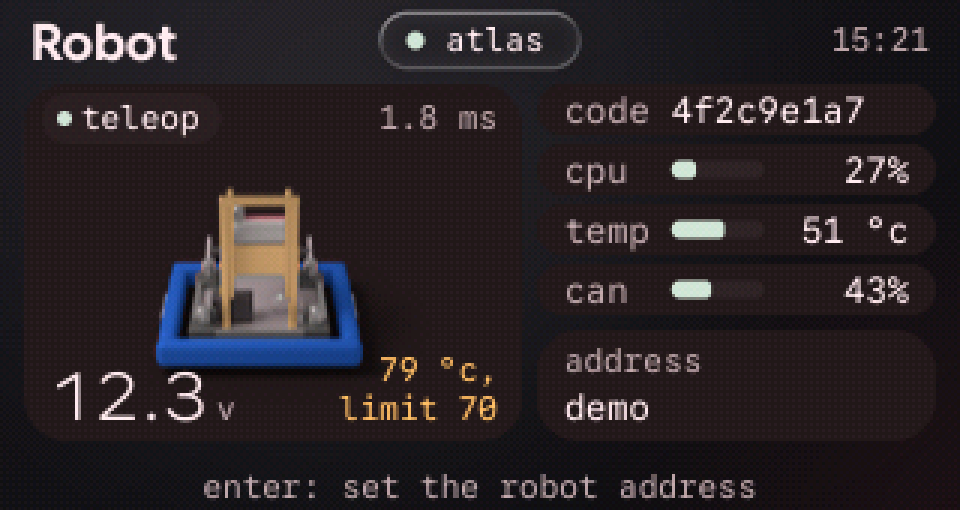 Robot
atlas
15:21
teleop
1.8 ms
12.3 v
79 °c,
limit 70
code 4f2c9e1a7
cpu 27%
temp 51 °c
can 43%
address
demo
enter: set the robot address